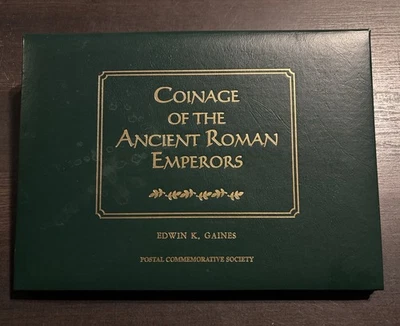 COINAGE
OF THE
ANCIENT ROMAN
EMPERORS
EDWIN K. GAINES
POSTAL COMMEMORATIVE SOCIETY